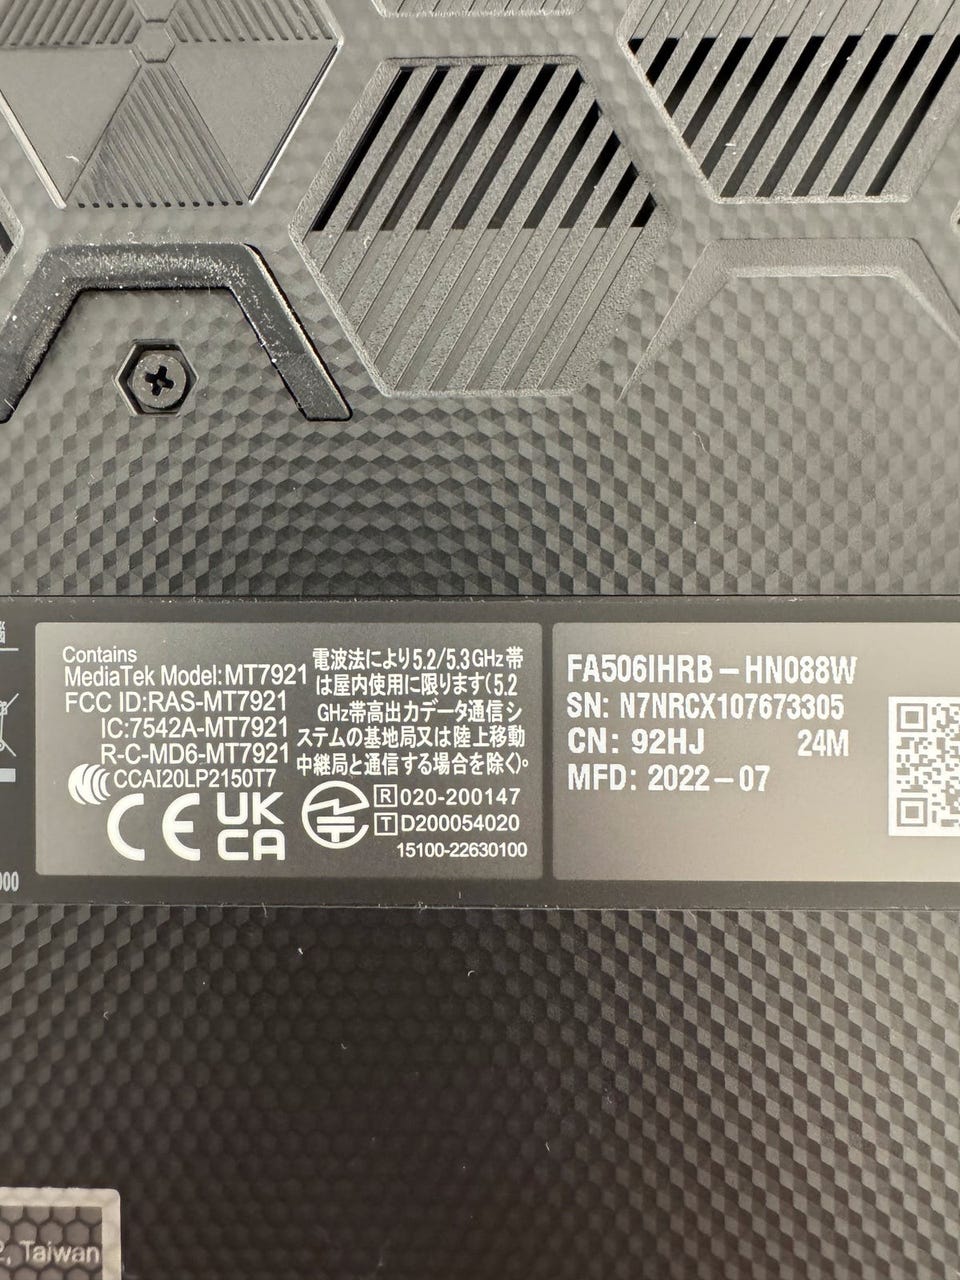 Contains
MediaTek Model:MT7921
FCC ID:RAS-MT7921
IC:7542A-MT7921
R-C-MD6-MT7921
CCAI20LP2150T7
CE UK
CA
電波法により5.2/5.3GHz帯
は屋内使用に限ります(5.2
GHz帯高出力データ通信シ
ステムの基地局又は陸上移動
中継局と通信する場合を除く)。
R 020-200147
T D200054020
15100-22630100
FA506IHRB-HN088W
SN: N7NRCX107673305
CN: 92HJ 24M
MFD: 2022-07
000
2, Taiwan